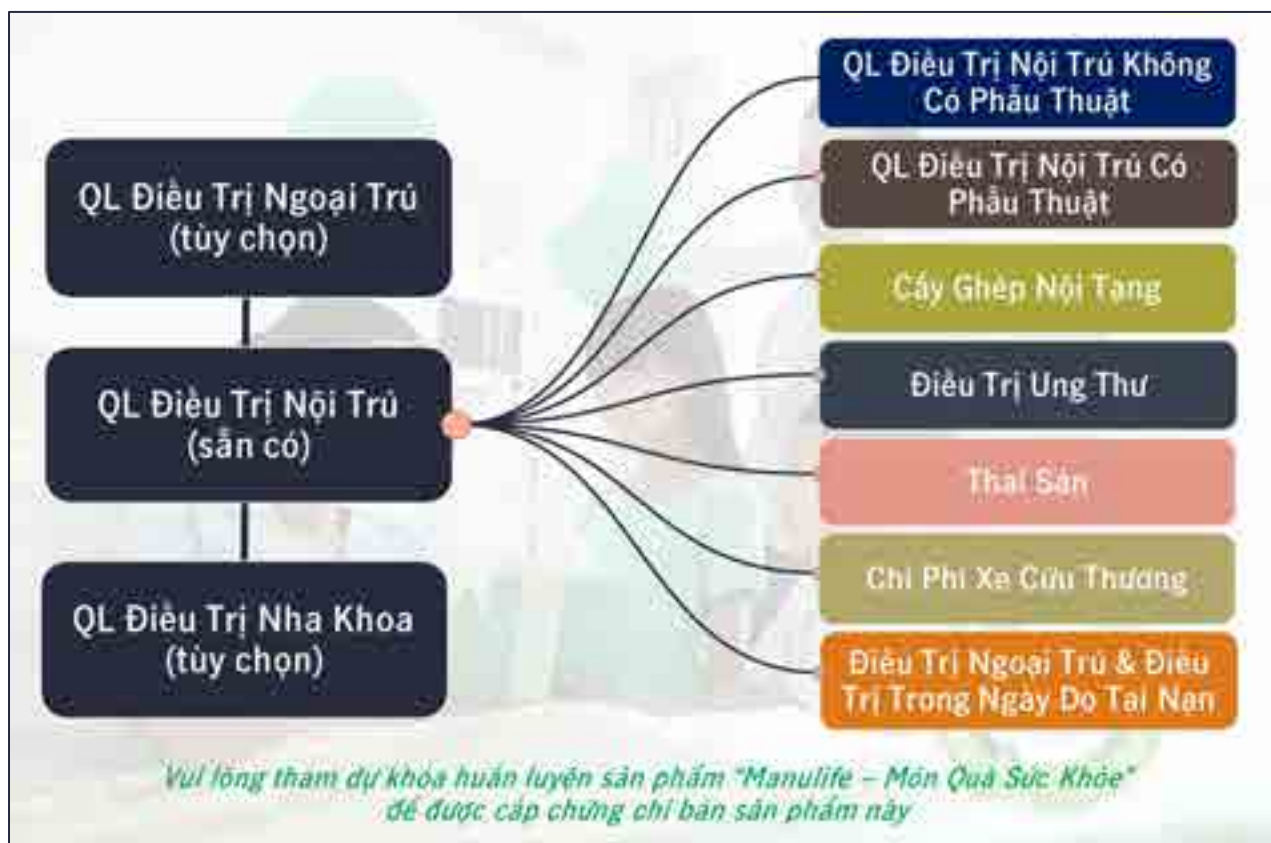 QL Điều Trị Ngoại Trú
(tùy chọn)
QL Điều Trị Nội Trú
(sẵn có)
QL Điều Trị Nha Khoa
(tùy chọn)
QL Điều Trị Nội Trú Không
Có Phẫu Thuật
QL Điều Trị Nội Trú Có
Phẫu Thuật
Cấy Ghép Nội Tạng
Điều Trị Ung Thư
Thai Sản
Chi Phí Xe Cứu Thương
Điều Trị Ngoại Trú & Điều
Trị Trong Ngày Do Tai Nạn
Vui lòng tham dự khóa huấn luyện sản phẩm "Manulife – Món Quà Sức Khỏe"
để được cấp chứng chỉ bán sản phẩm này